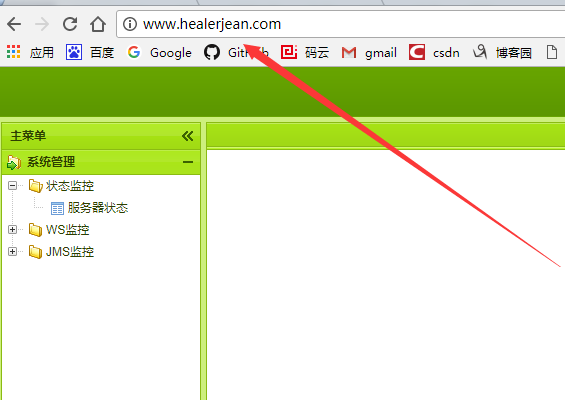 www.healerjean.com
应用 百度 Google GitHub 码云 gmail csdn 博客园
主菜单
系统管理
状态监控
服务器状态
WS监控
JMS监控